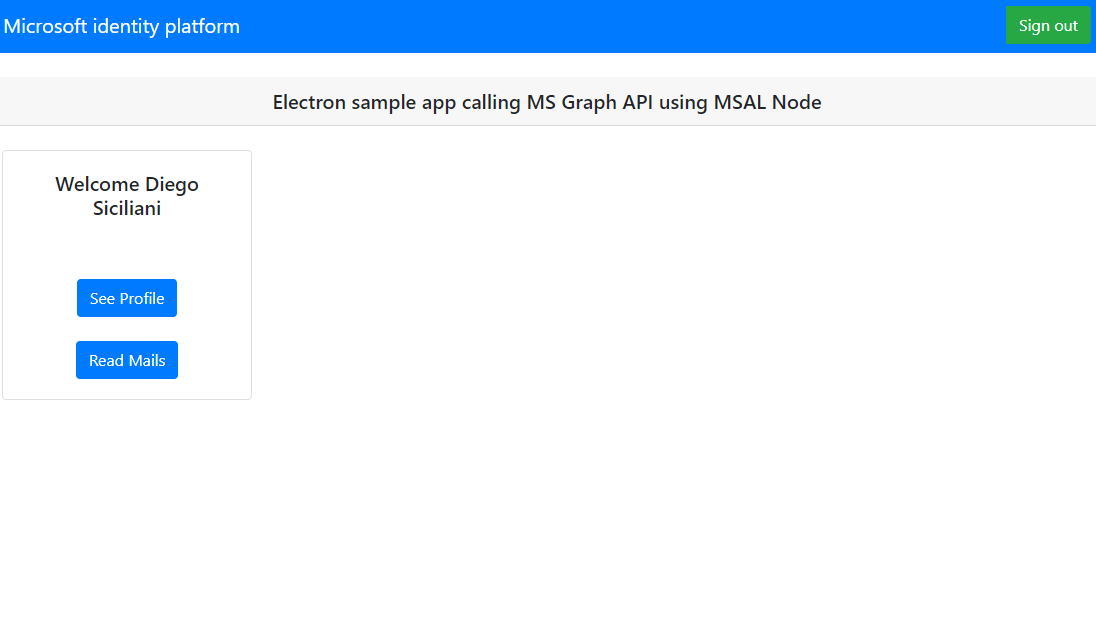 Microsoft identity platform
Sign out
Electron sample app calling MS Graph API using MSAL Node
Welcome Diego
Siciliani
See Profile
Read Mails